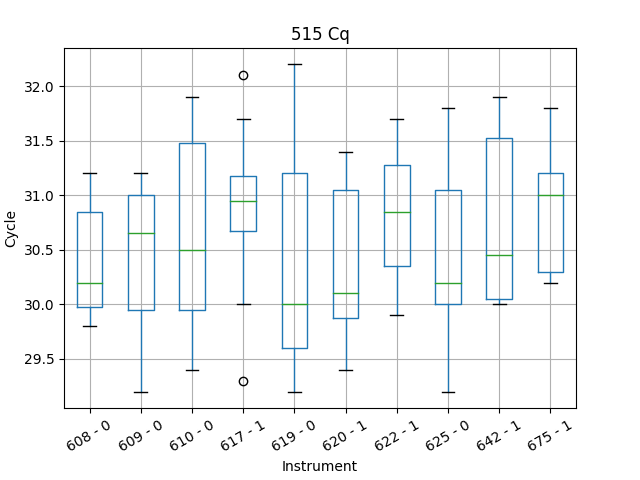 515 Cq
32.0
31.5
31.0
30.5
30.0
29.5
Cycle
608 - 0
609 - 0
610 - 0
617 - 1
619 - 0
620 - 1
622 - 1
625 - 0
642 - 1
675 - 1
Instrument